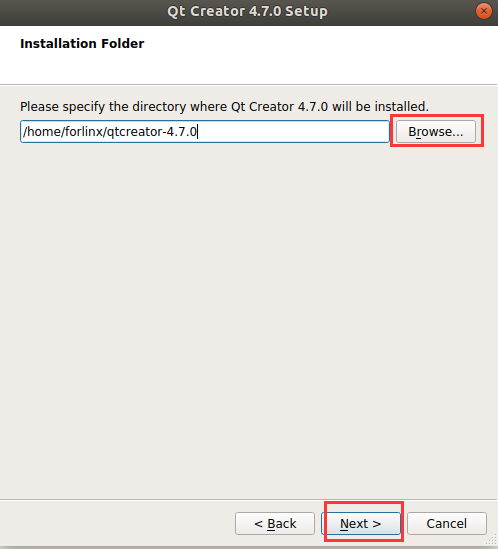 Qt Creator 4.7.0 Setup
Installation Folder
Please specify the directory where Qt Creator 4.7.0 will be installed.
/home/forlinx/qtcreator-4.7.0
Browse...
< Back
Next >
Cancel